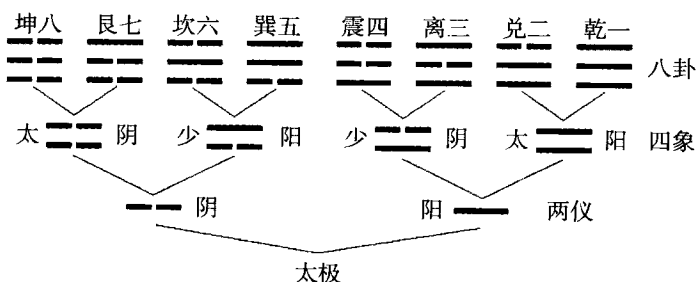 坤八 艮七 坎六 巽五 震四 离三 兑二 乾一
八卦
太 阴 少 阳 少 阴 太 阳 四象
阴 阳 两仪
太极